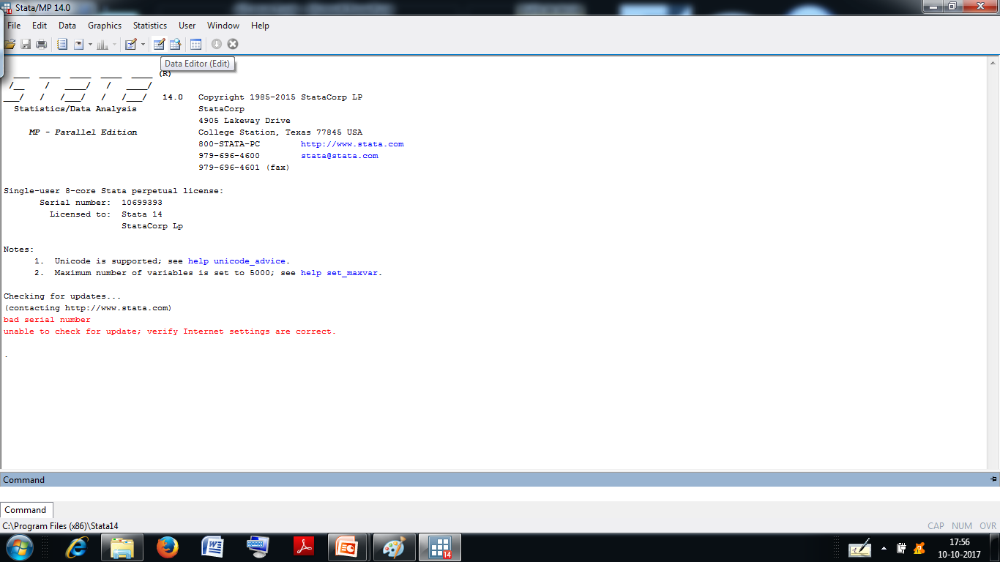 Stata/MP 14.0
File Edit Data Graphics Statistics User Window Help
Data Editor (Edit)
(R)
14.0 Copyright 1985-2015 StataCorp LP
Statistics/Data Analysis StataCorp
4905 Lakeway Drive
MP - Parallel Edition College Station, Texas 77845 USA
800-STATA-PC http://www.stata.com
979-696-4600 stata@stata.com
979-696-4601 (fax)
Single-user 8-core Stata perpetual license:
Serial number: 10699393
Licensed to: Stata 14
StataCorp Lp
Notes:
1. Unicode is supported; see help unicode_advice.
2. Maximum number of variables is set to 5000; see help set_maxvar.
Checking for updates...
(contacting http://www.stata.com)
bad serial number
unable to check for update; verify Internet settings are correct.
.
Command
Command
C:\Program Files (x86)\Stata14 CAP NUM OVR
14
17:56
10-10-2017